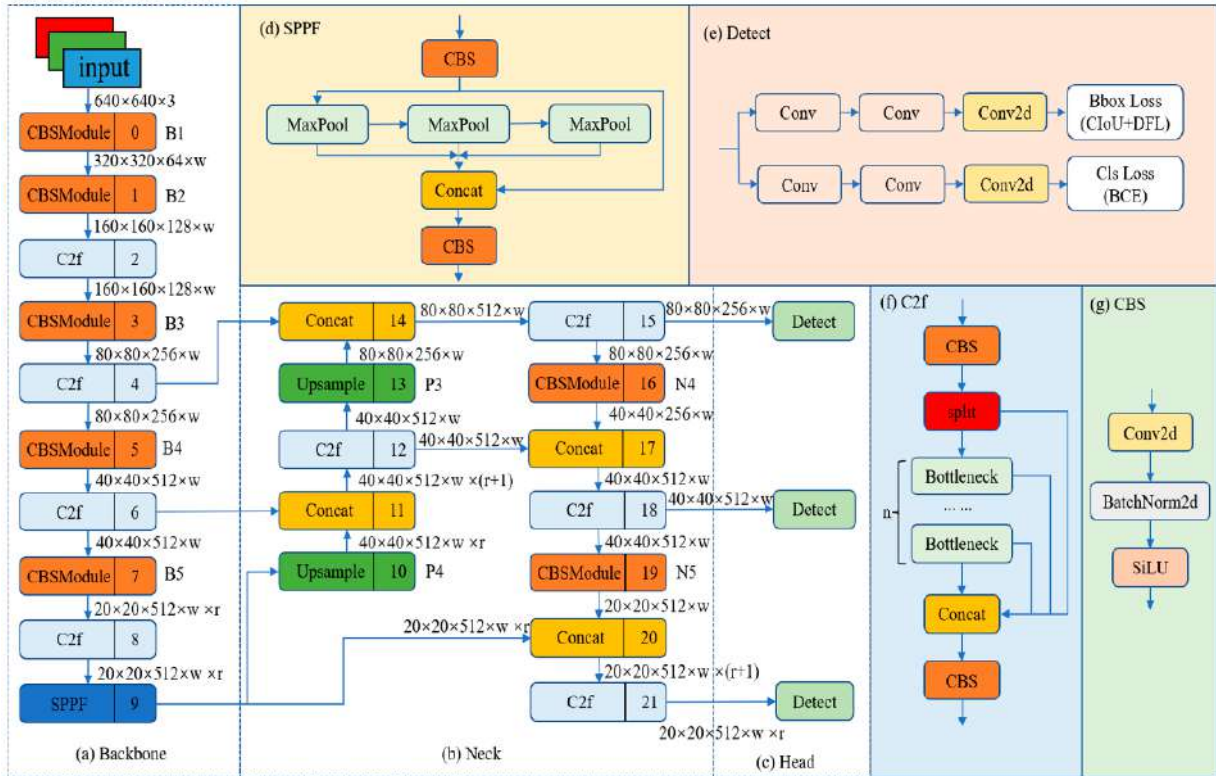 input
640×640×3
CBSModule 0 B1
320×320×64×w
CBSModule 1 B2
160×160×128×w
C2f 2
160×160×128×w
CBSModule 3 B3
80×80×256×w
C2f 4
80×80×256×w
CBSModule 5 B4
40×40×512×w
C2f 6
40×40×512×w
CBSModule 7 B5
20×20×512×w ×r
C2f 8
20×20×512×w ×r
SPPF 9
(a) Backbone
(d) SPPF
CBS
MaxPool MaxPool MaxPool
Concat
CBS
(e) Detect
Conv Conv Conv2d Bbox Loss
(CIoU+DFL)
Conv Conv Conv2d Cls Loss
(BCE)
Concat 14
80×80×512×w
80×80×256×w
Upsample 13 P3
40×40×512×w
C2f 12
40×40×512×w
40×40×512×w ×(r+1)
Concat 11
40×40×512×w ×r
Upsample 10 P4
20×20×512×w ×r
(b) Neck
C2f 15
80×80×256×w
Detect
80×80×256×w
CBSModule 16 N4
40×40×256×w
Concat 17
40×40×512×w
C2f 18
40×40×512×w
Detect
40×40×512×w
CBSModule 19 N5
20×20×512×w
Concat 20
20×20×512×w ×(r+1)
C2f 21
Detect
20×20×512×w ×r
(c) Head
(f) C2f
CBS
split
Bottleneck
n
... ...
Bottleneck
Concat
CBS
(g) CBS
Conv2d
BatchNorm2d
SiLU